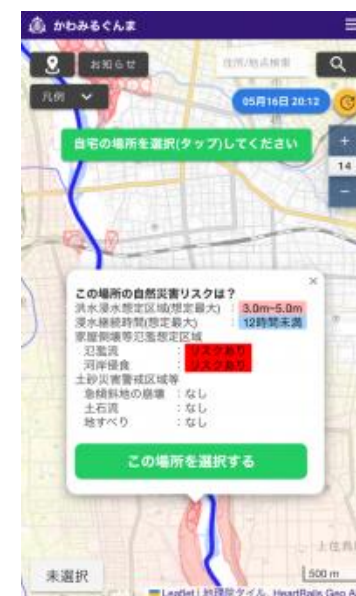 かわみるぐんま
お知らせ
住所/地点検索
凡例
05月16日 20:12
自宅の場所を選択(タップ)してください
+
14
−
×
この場所の自然災害リスクは？
洪水浸水想定区域(想定最大) : 3.0m~5.0m
浸水継続時間(想定最大) : 12時間未満
家屋倒壊等氾濫想定区域
氾濫流 : リスクあり
河岸侵食 : リスクあり
土砂災害警戒区域等
急傾斜地の崩壊 : なし
土石流 : なし
地すべり : なし
この場所を選択する
未選択
500 m
Leaflet | 地理院タイル, HeartRails Geo A